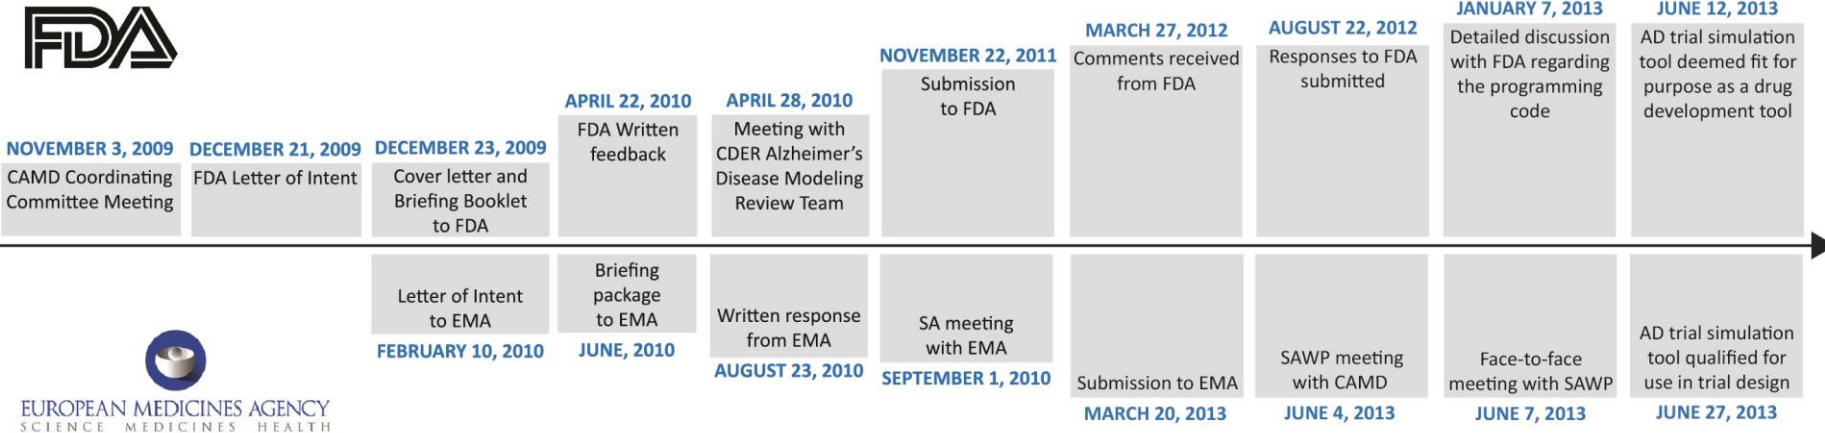 FDA
NOVEMBER 3, 2009
CAMD Coordinating
Committee Meeting
DECEMBER 21, 2009
FDA Letter of Intent
DECEMBER 23, 2009
Cover letter and
Briefing Booklet
to FDA
APRIL 22, 2010
FDA Written
feedback
APRIL 28, 2010
Meeting with
CDER Alzheimer’s
Disease Modeling
Review Team
NOVEMBER 22, 2011
Submission
to FDA
MARCH 27, 2012
Comments received
from FDA
AUGUST 22, 2012
Responses to FDA
submitted
JANUARY 7, 2013
Detailed discussion
with FDA regarding
the programming
code
JUNE 12, 2013
AD trial simulation
tool deemed fit for
purpose as a drug
development tool
EUROPEAN MEDICINES AGENCY
SCIENCE MEDICINES HEALTH
Letter of Intent
to EMA
FEBRUARY 10, 2010
Briefing
package
to EMA
JUNE, 2010
Written response
from EMA
AUGUST 23, 2010
SA meeting
with EMA
SEPTEMBER 1, 2010
Submission to EMA
MARCH 20, 2013
SAWP meeting
with CAMD
JUNE 4, 2013
Face-to-face
meeting with SAWP
JUNE 7, 2013
AD trial simulation
tool qualified for
use in trial design
JUNE 27, 2013